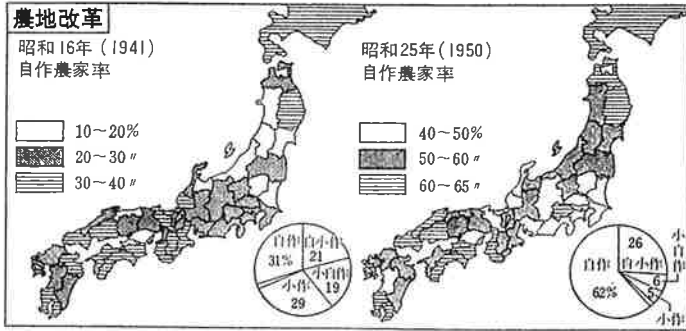 農地改革
昭和16年(1941)
自作農家率
10～20%
20～30〃
30～40〃
自作
31%
自小作
21
小自作
19
小作
29
昭和25年(1950)
自作農家率
40～50%
50～60〃
60～65〃
自作
62%
26
自小作
6
小自作
5
小作